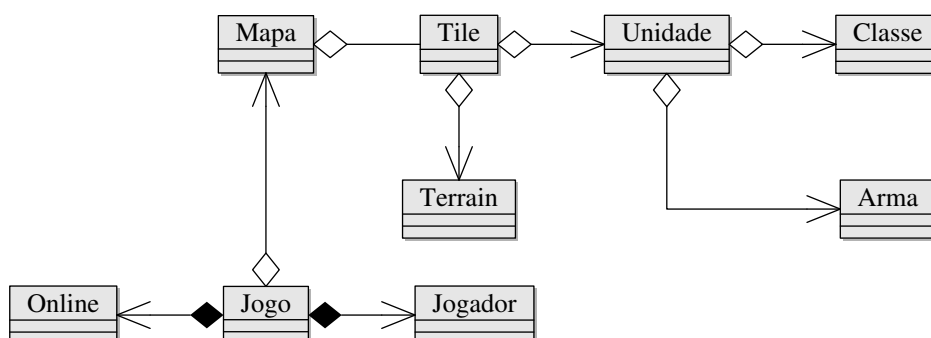 Mapa
Tile
Unidade
Classe
Terrain
Arma
Online
Jogo
Jogador